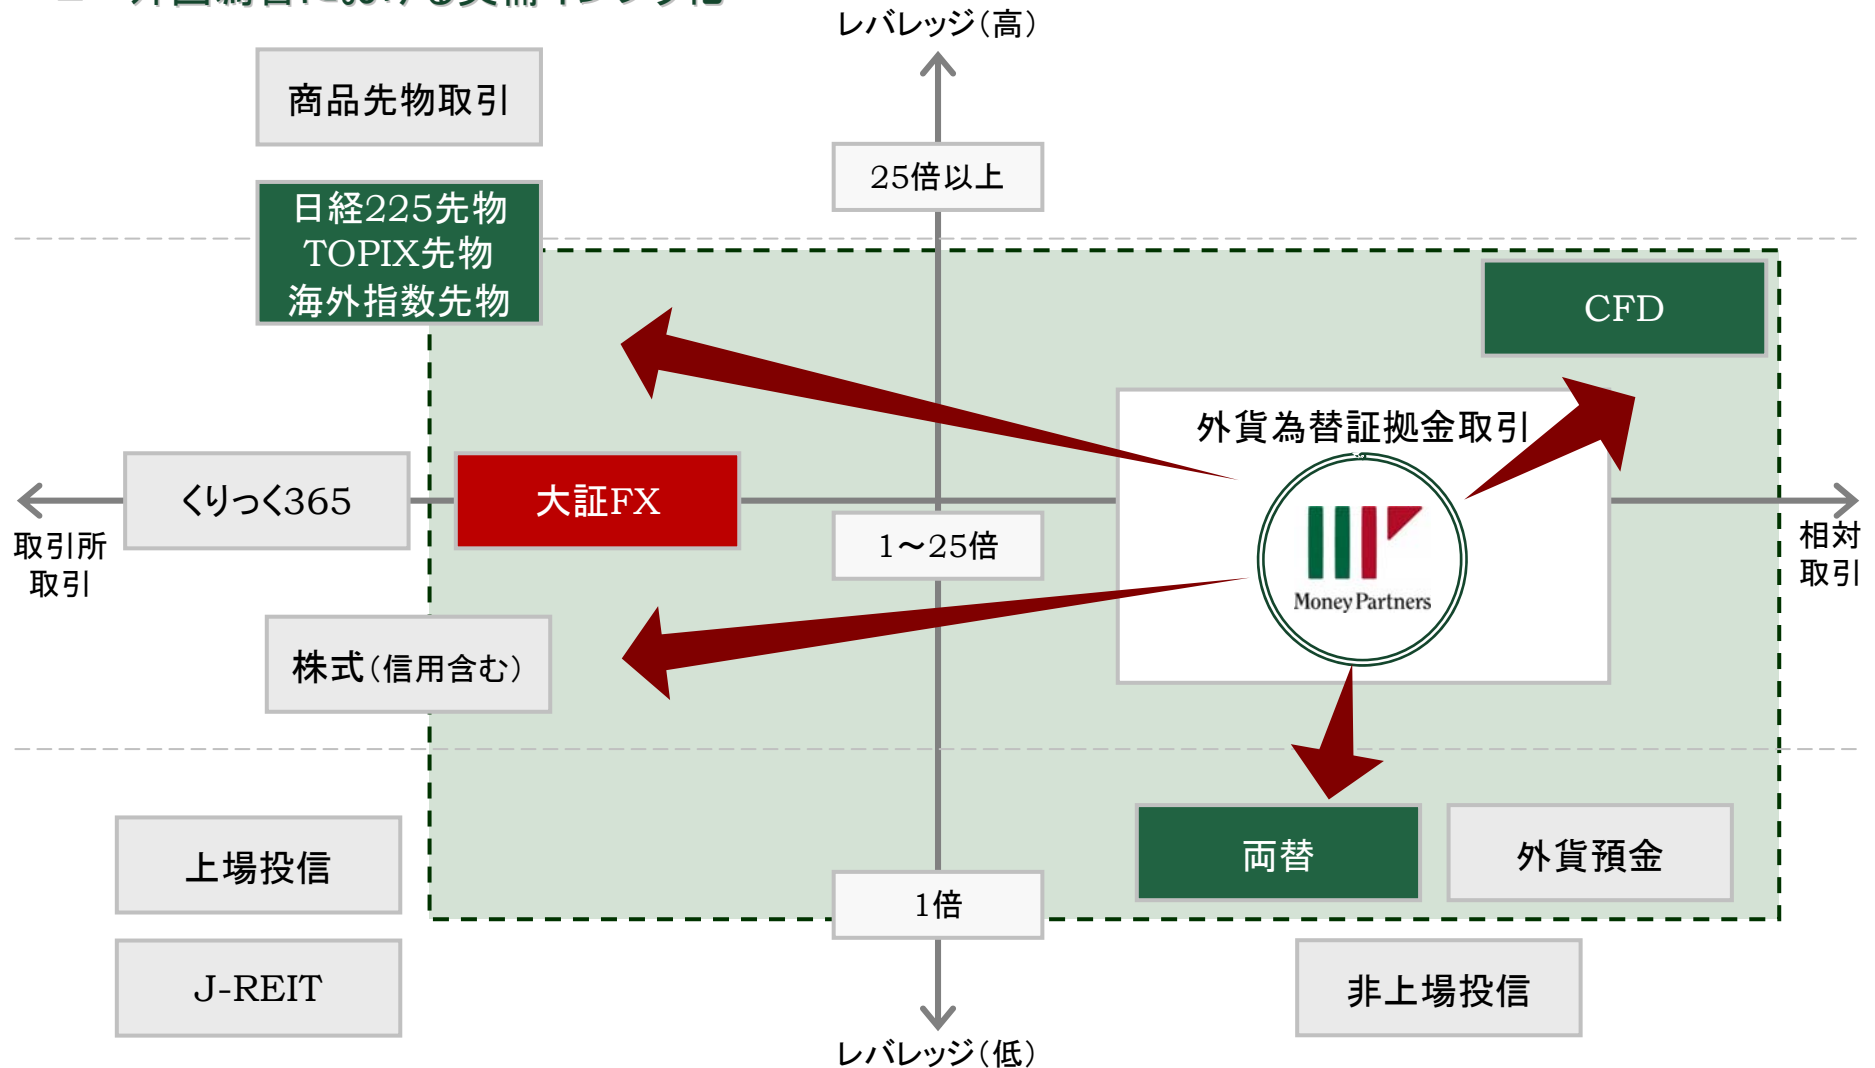 レバレッジ（高）
商品先物取引
25倍以上
日経225先物
TOPIX先物
海外指数先物
CFD
外貨為替証拠金取引
くりっく365
大証FX
取引所
取引
1～25倍
相対
取引
Money Partners
株式（信用含む）
上場投信
両替
外貨預金
1倍
J-REIT
非上場投信
レバレッジ（低）